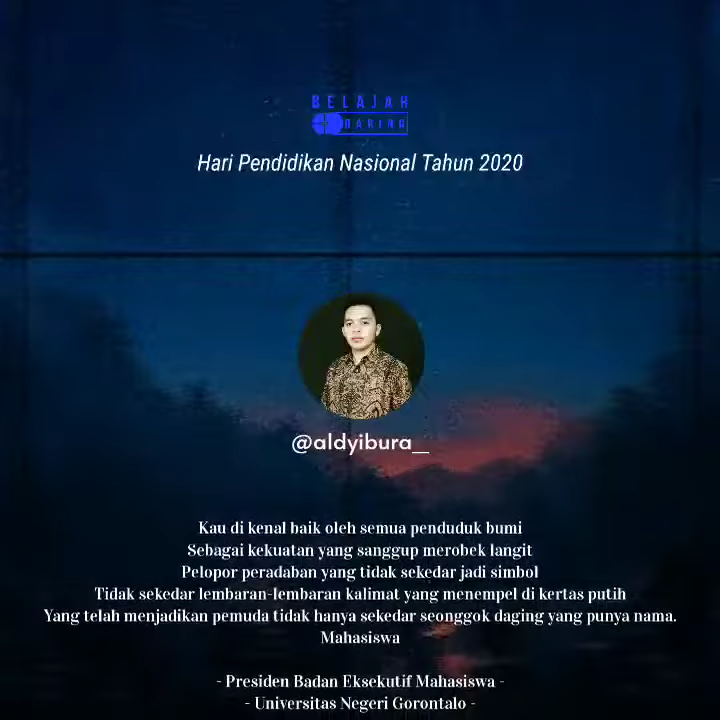 BELAJAR
DARING
Hari Pendidikan Nasional Tahun 2020
@aldyibura__
Kau di kenal baik oleh semua penduduk bumi
Sebagai kekuatan yang sanggup merobek langit
Pelopor peradaban yang tidak sekedar jadi simbol
Tidak sekedar lembaran-lembaran kalimat yang menempel di kertas putih
Yang telah menjadikan pemuda tidak hanya sekedar seonggok daging yang punya nama.
Mahasiswa
- Presiden Badan Eksekutif Mahasiswa -
- Universitas Negeri Gorontalo -